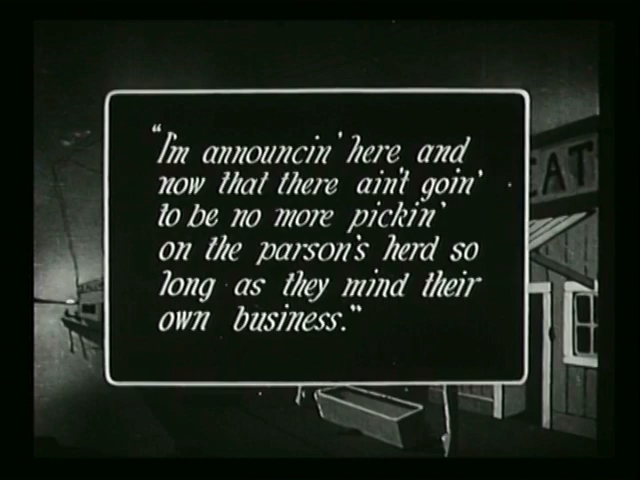 "I'm announcin' here and
now that there ain't goin'
to be no more pickin'
on the parson's herd so
long as they mind their
own business."
EAT